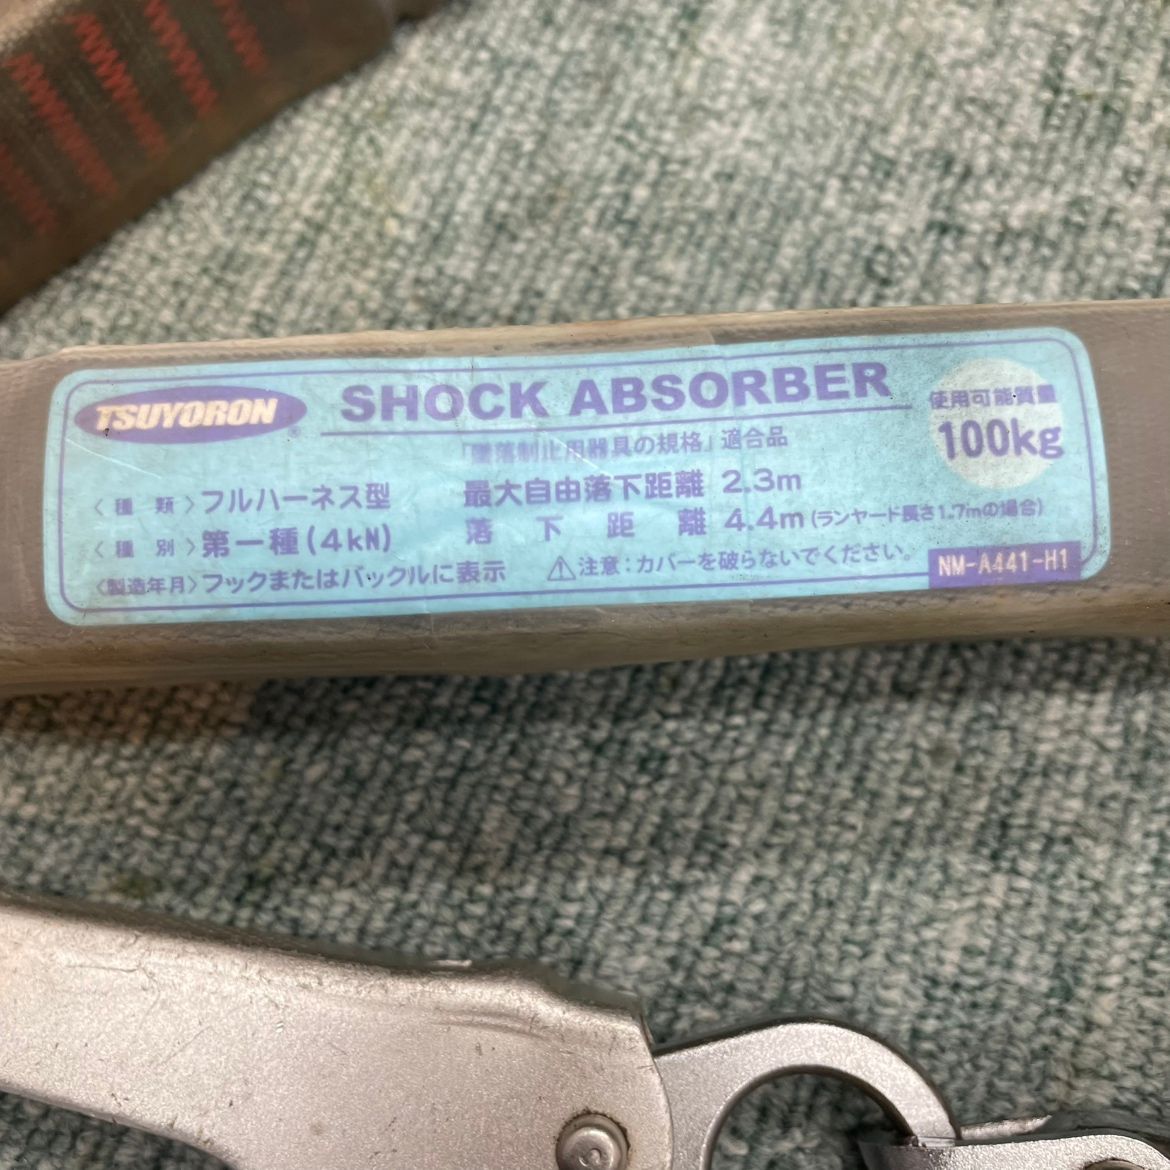 TSUYORON
SHOCK ABSORBER
使用可能質量
100kg
「墜落制止用器具の規格」適合品
〈種類〉フルハーネス型
最大自由落下距離 2.3m
〈種別〉第一種(4kN)
落下距離 4.4m(ランヤード長さ1.7mの場合)
〈製造年月〉フックまたはバックルに表示
⚠注意:カバーを破らないでください。
NM-A441-H1